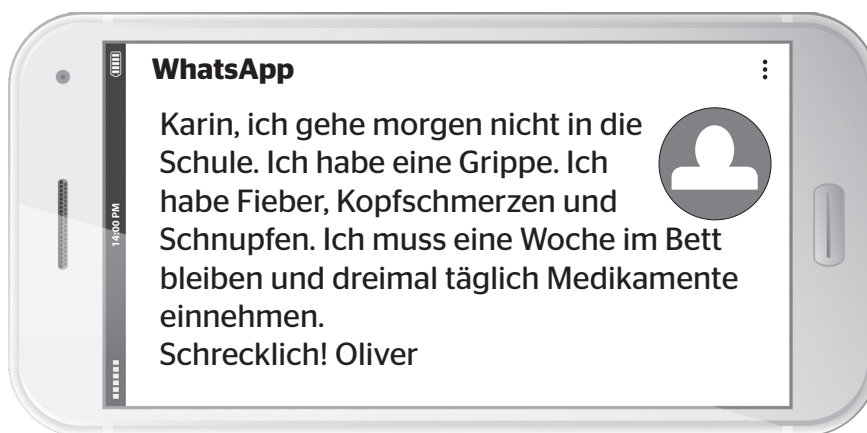 WhatsApp
Karin, ich gehe morgen nicht in die
Schule. Ich habe eine Grippe. Ich
habe Fieber, Kopfschmerzen und
Schnupfen. Ich muss eine Woche im Bett
bleiben und dreimal täglich Medikamente
einnehmen.
Schrecklich! Oliver
14:00 PM